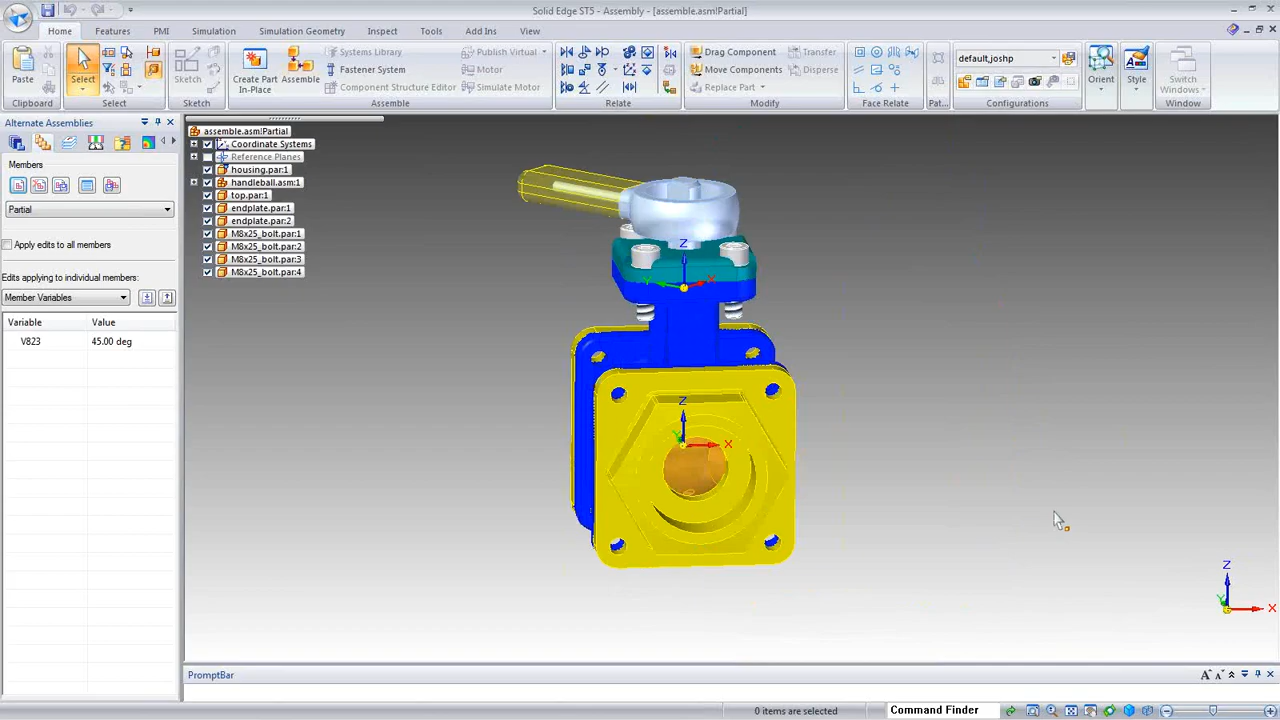 Solid Edge ST5 - Assembly - [assemble.asm!Partial]
Home Features PMI Simulation Simulation Geometry Inspect Tools Add Ins View
Paste
Clipboard
Select
Select
Sketch
Sketch
Create Part In-Place
Assemble
Systems Library
Fastener System
Component Structure Editor
Publish Virtual
Motor
Simulate Motor
Assemble
Relate
Drag Component
Move Components
Replace Part
Transfer
Disperse
Modify
Face Relate
Pat...
default_joshp
Configurations
Orient
Style
Switch Windows
Window
Alternate Assemblies
Members
Partial
Apply edits to all members
Edits applying to individual members:
Member Variables
Variable Value
V823 45.00 deg
assemble.asm!Partial
Coordinate Systems
Reference Planes
housing.par:1
handleball.asm:1
top.par:1
endplate.par:1
endplate.par:2
M8x25_bolt.par:1
M8x25_bolt.par:2
M8x25_bolt.par:3
M8x25_bolt.par:4
Z
Y X
Z
Y X
Z
Y X
PromptBar
0 items are selected
Command Finder